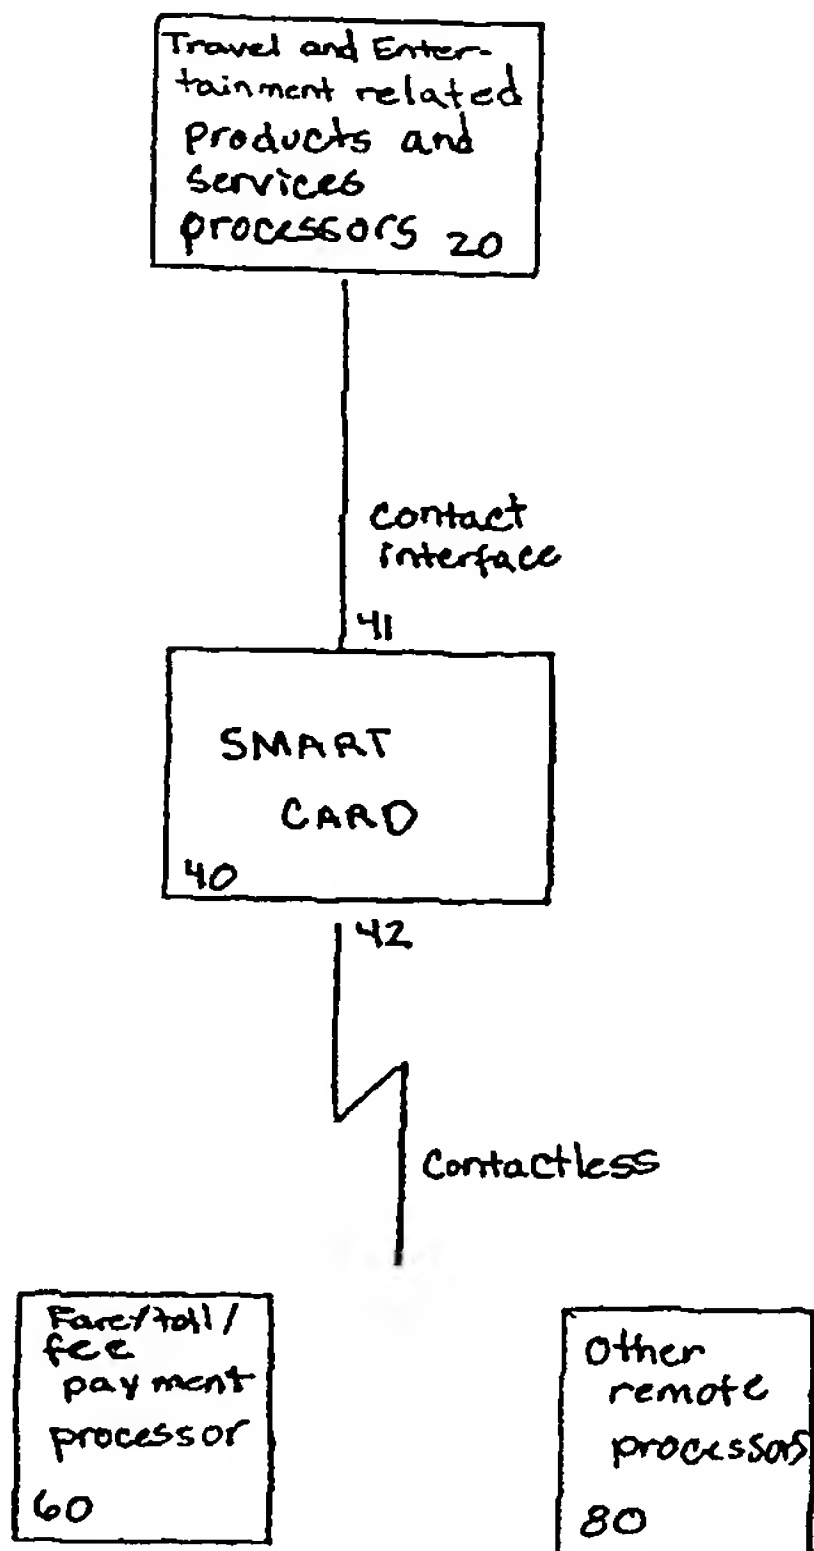 Travel and Enter-
tainment related
products and
services
processors 20
contact
interface
41
SMART
CARD
40
42
Contactless
Fare/toll/
fee
payment
processor
60
Other
remote
processors
80